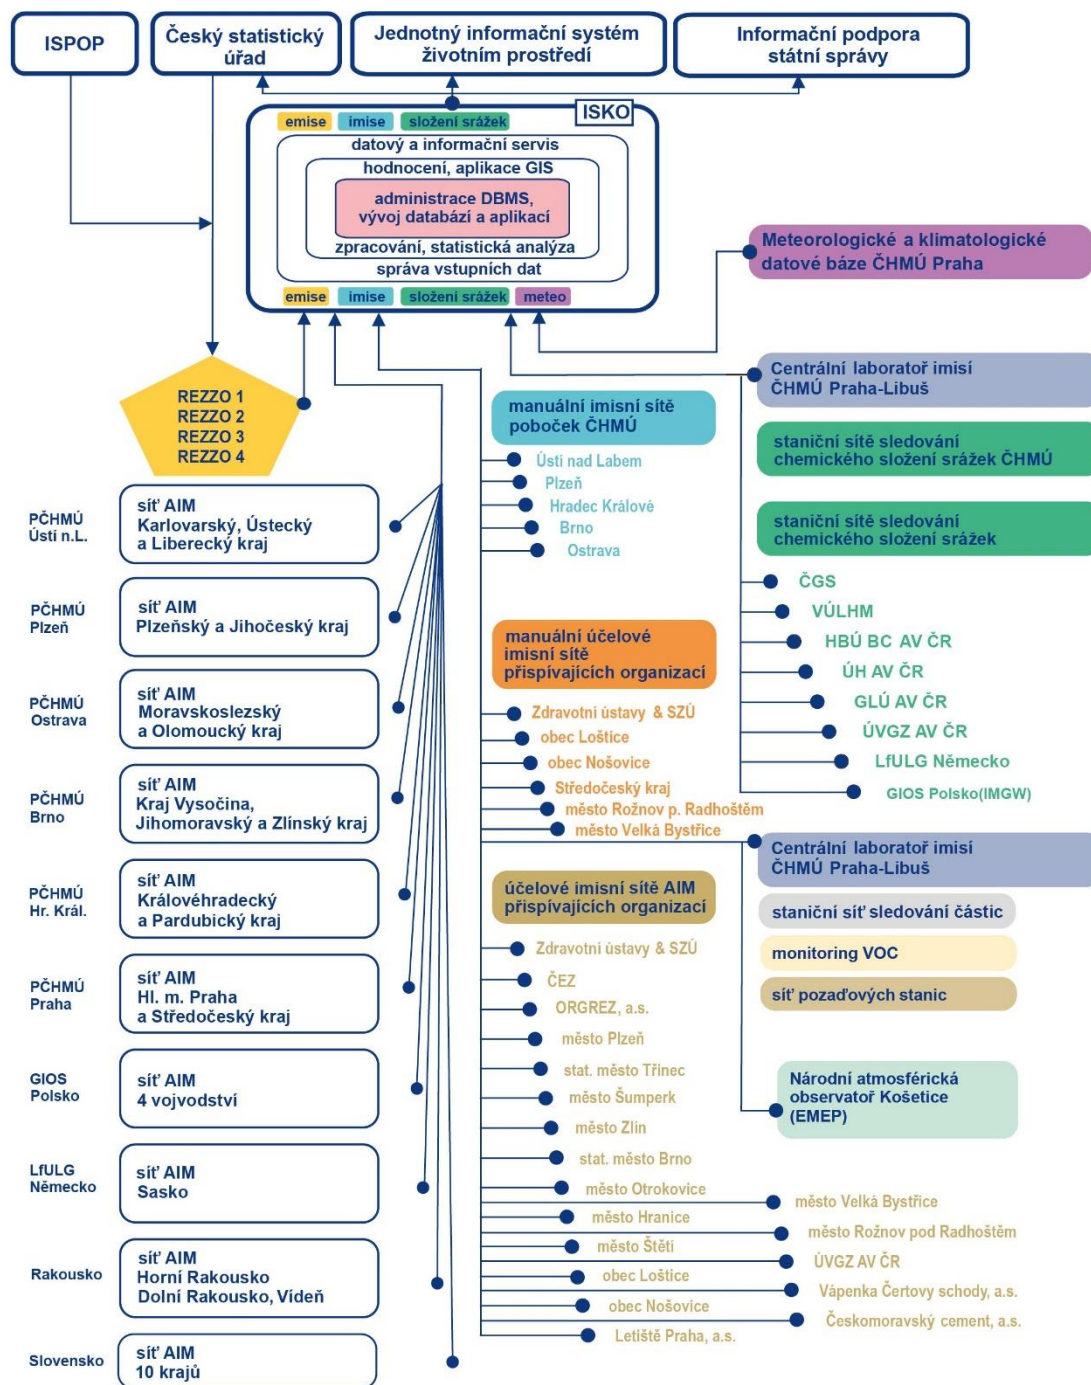 ISPOP
Český statistický
úřad
Jednotný informační systém
životním prostředí
Informační podpora
státní správy
ISKO
emise
imise
složení srážek
datový a informační servis
hodnocení, aplikace GIS
administrace DBMS,
vývoj databází a aplikací
zpracování, statistická analýza
správa vstupních dat
emise
imise
složení srážek
meteo
Meteorologické a klimatologické
datové báze ČHMÚ Praha
REZZO 1
REZZO 2
REZZO 3
REZZO 4
PČHMÚ
Ústí n.L.
síť AIM
Karlovarský, Ústecký
a Liberecký kraj
PČHMÚ
Plzeň
síť AIM
Plzeňský a Jihočeský kraj
PČHMÚ
Ostrava
síť AIM
Moravskoslezský
a Olomoucký kraj
PČHMÚ
Brno
síť AIM
Kraj Vysočina,
Jihomoravský a Zlínský kraj
PČHMÚ
Hr. Král.
síť AIM
Královéhradecký
a Pardubický kraj
PČHMÚ
Praha
síť AIM
Hl. m. Praha
a Středočeský kraj
GIOS
Polsko
síť AIM
4 vojvodství
LfULG
Německo
síť AIM
Sasko
Rakousko
síť AIM
Horní Rakousko
Dolní Rakousko, Vídeň
Slovensko
síť AIM
10 krajů
manuální imisní sítě
poboček ČHMÚ
Ústí nad Labem
Plzeň
Hradec Králové
Brno
Ostrava
manuální účelové
imisní sítě
přispívajících organizací
Zdravotní ústavy & SZÚ
obec Loštice
obec Nošovice
Středočeský kraj
město Rožnov p. Radhoštěm
město Velká Bystřice
účelové imisní sítě AIM
přispívajících organizací
Zdravotní ústavy & SZÚ
ČEZ
ORGREZ, a.s.
město Plzeň
stat. město Třinec
město Šumperk
město Zlín
stat. město Brno
město Otrokovice
město Hranice
město Štětí
obec Loštice
obec Nošovice
Letiště Praha, a.s.
město Velká Bystřice
město Rožnov pod Radhoštěm
ÚVGZ AV ČR
Vápenka Čertovy schody, a.s.
Českomoravský cement, a.s.
Centrální laboratoř imisí
ČHMÚ Praha-Libuš
staniční sítě sledování
chemického složení srážek ČHMÚ
staniční sítě sledování
chemického složení srážek
ČGS
VÚLHM
HBÚ BC AV ČR
ÚH AV ČR
GLÚ AV ČR
ÚVGZ AV ČR
LfULG Německo
GIOS Polsko(IMGW)
Centrální laboratoř imisí
ČHMÚ Praha-Libuš
staniční síť sledování částic
monitoring VOC
síť pozaďových stanic
Národní atmosférická
observatoř Košetice
(EMEP)